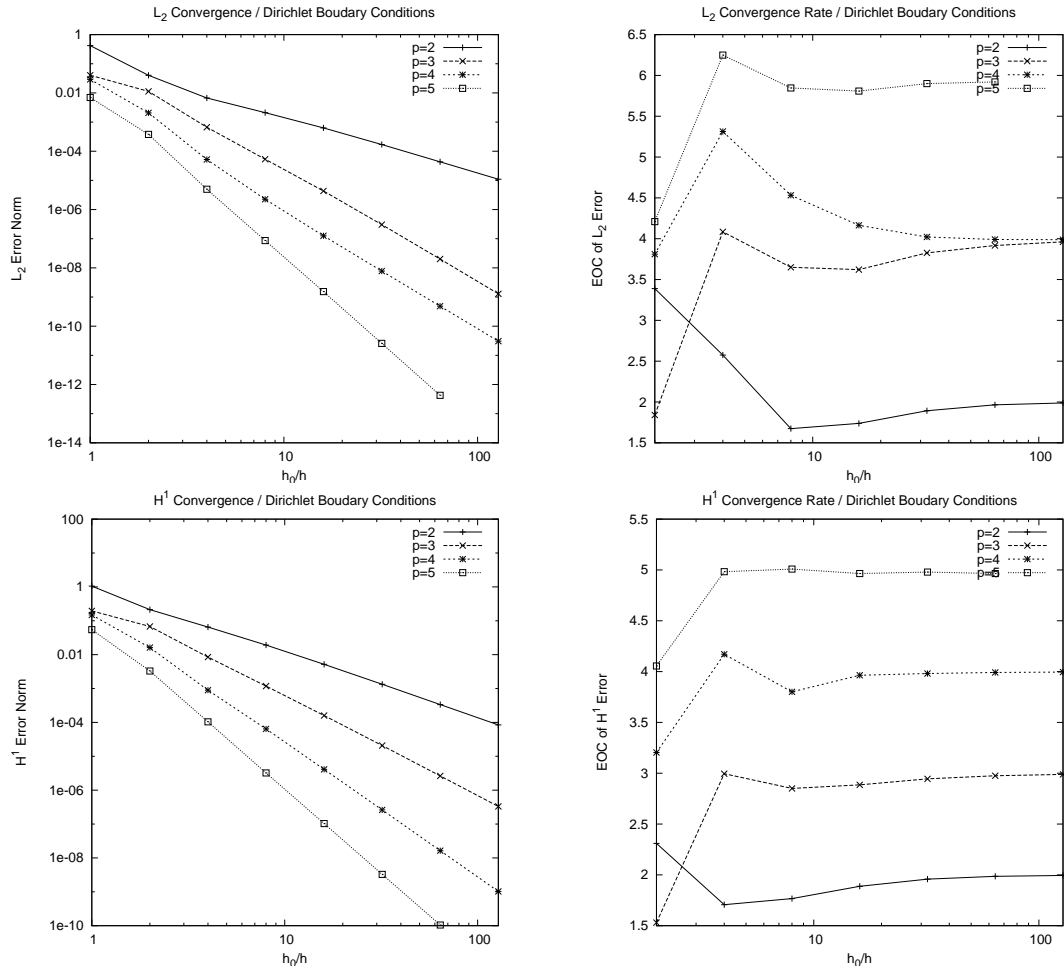 L2 Convergence / Dirichlet Boudary Conditions
L2 Error Norm
1
0.01
1e-04
1e-06
1e-08
1e-10
1e-12
1e-14
p=2
p=3
p=4
p=5
1
10
100
h0/h
L2 Convergence Rate / Dirichlet Boudary Conditions
EOC of L2 Error
6.5
6
5.5
5
4.5
4
3.5
3
2.5
2
1.5
p=2
p=3
p=4
p=5
10
100
h0/h
H1 Convergence / Dirichlet Boudary Conditions
H1 Error Norm
100
1
0.01
1e-04
1e-06
1e-08
1e-10
p=2
p=3
p=4
p=5
1
10
100
h0/h
H1 Convergence Rate / Dirichlet Boudary Conditions
EOC of H1 Error
5.5
5
4.5
4
3.5
3
2.5
2
1.5
p=2
p=3
p=4
p=5
10
100
h0/h